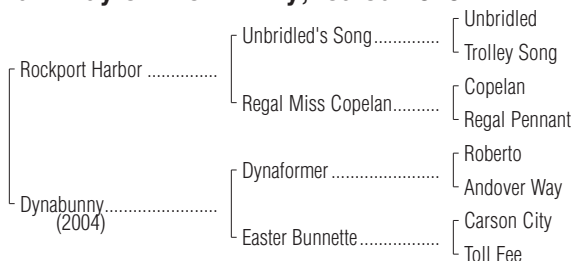 Unbridled
Unbridled's Song..............
Trolley Song
Rockport Harbor ...............
Copelan
Regal Miss Copelan..........
Regal Pennant
Roberto
Dynaformer .......................
Andover Way
Dynabunny........................
(2004)
Carson City
Easter Bunnette.................
Toll Fee